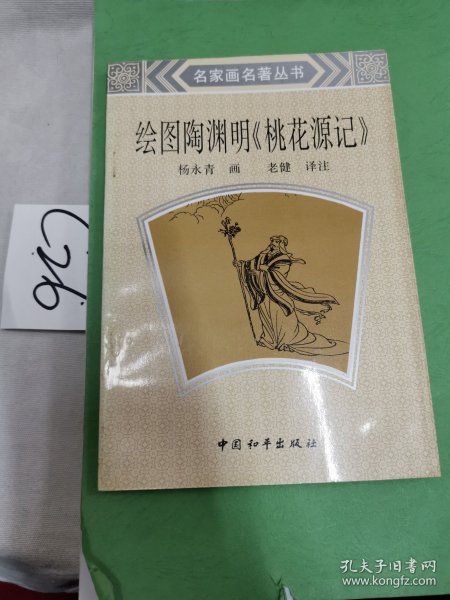 名家画名著丛书
绘图陶渊明《桃花源记》
杨永青 画 老健 译注
中国和平出版社
孔夫子旧书网
www.kongfz.com